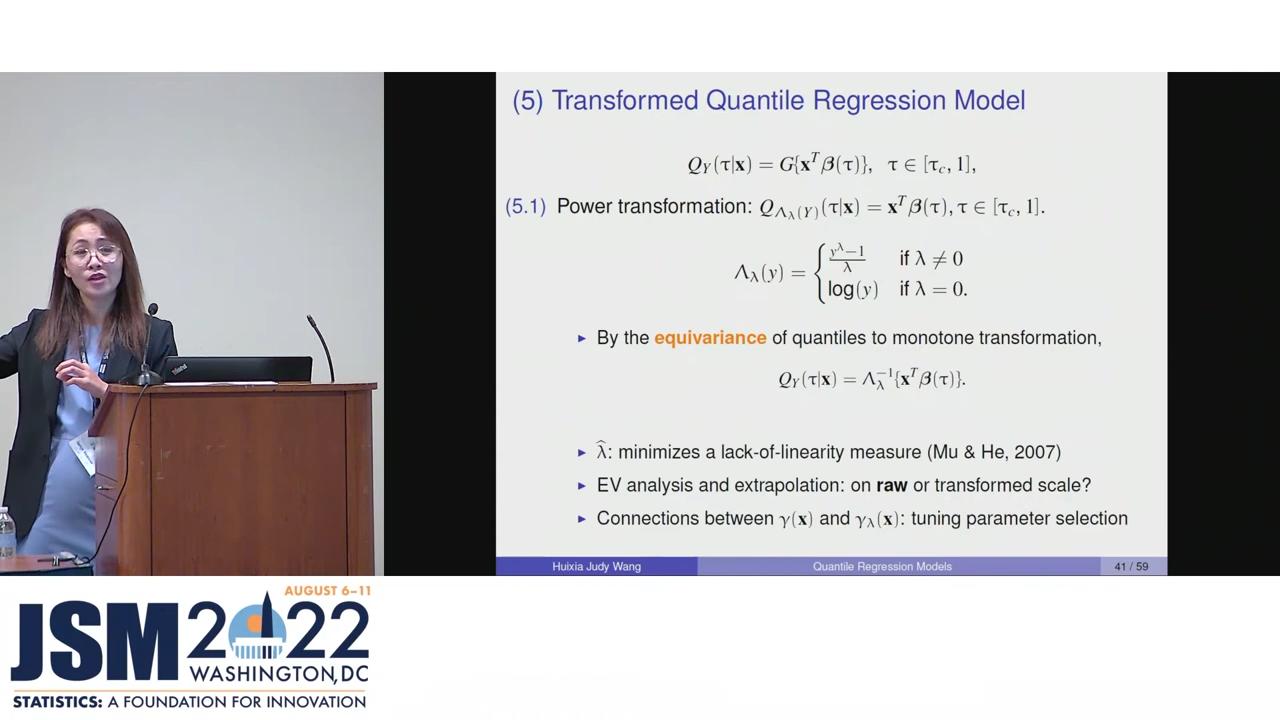 (5) Transformed Quantile Regression Model
Q_Y(τ|x) = G{x^T β(τ)}, τ ∈ [τ_c, 1],
(5.1) Power transformation: Q_{Λ_λ(Y)}(τ|x) = x^T β(τ), τ ∈ [τ_c, 1].
Λ_λ(y) = { (y^λ−1)/λ if λ ≠ 0
log(y) if λ = 0.
▸ By the equivariance of quantiles to monotone transformation,
Q_Y(τ|x) = Λ_λ^{−1}{x^T β(τ)}.
▸ λ̂: minimizes a lack-of-linearity measure (Mu & He, 2007)
▸ EV analysis and extrapolation: on raw or transformed scale?
▸ Connections between γ(x) and γ_λ(x): tuning parameter selection
Huixia Judy Wang Quantile Regression Models 41 / 59
AUGUST 6–11
JSM 2022
WASHINGTON, DC
STATISTICS: A FOUNDATION FOR INNOVATION